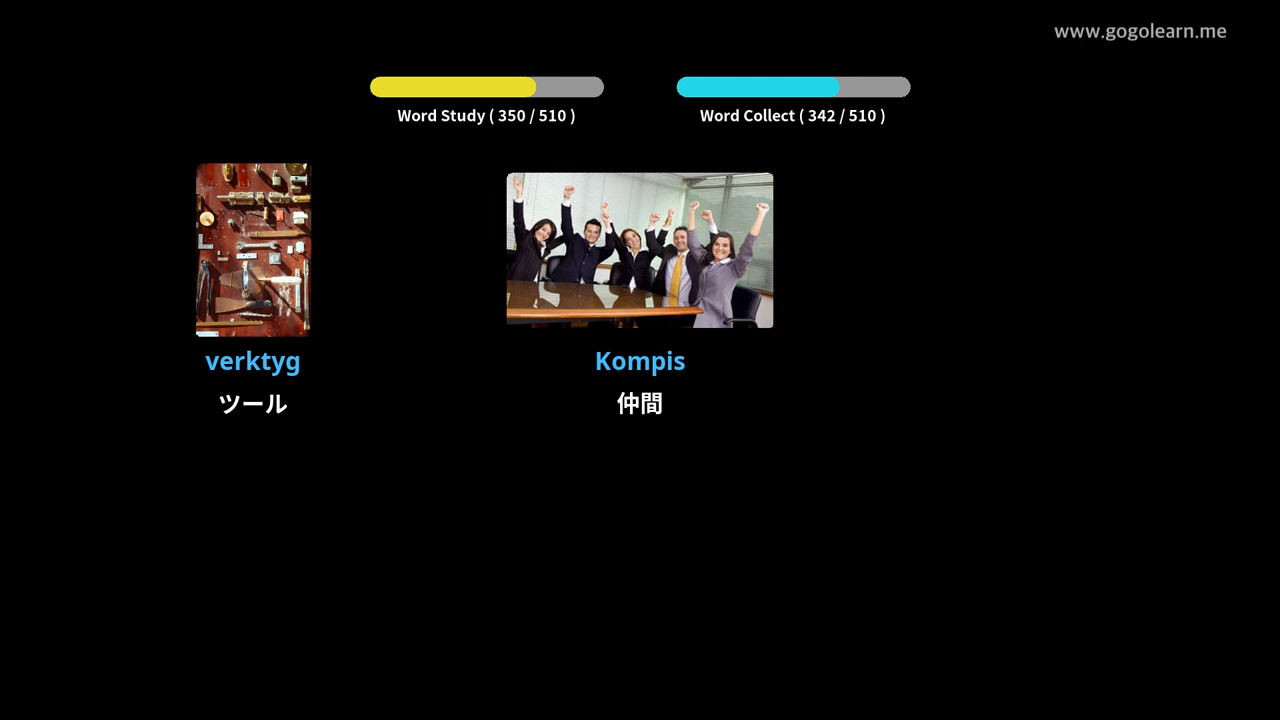 www.gogolearn.me
Word Study ( 350 / 510 )
Word Collect ( 342 / 510 )
verktyg
ツール
Kompis
仲間